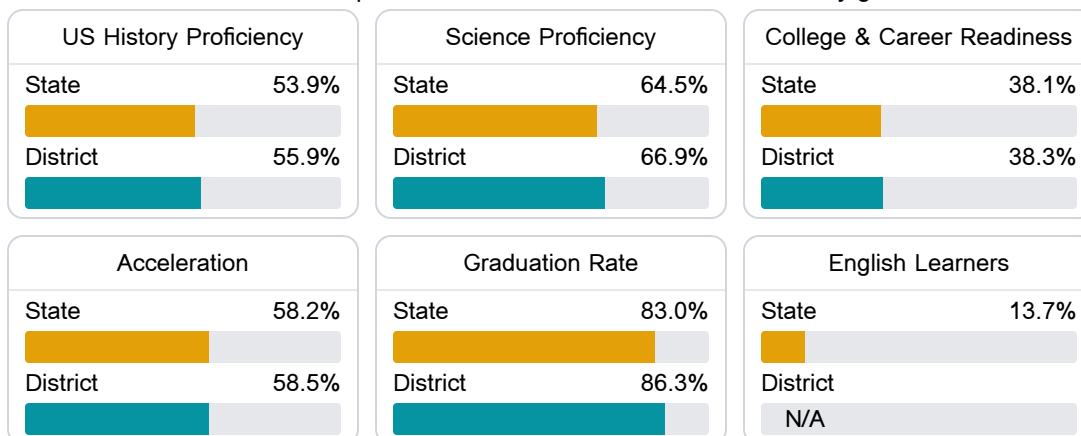 US History Proficiency
State 53.9%
District 55.9%
Science Proficiency
State 64.5%
District 66.9%
College & Career Readiness
State 38.1%
District 38.3%
Acceleration
State 58.2%
District 58.5%
Graduation Rate
State 83.0%
District 86.3%
English Learners
State 13.7%
District
N/A